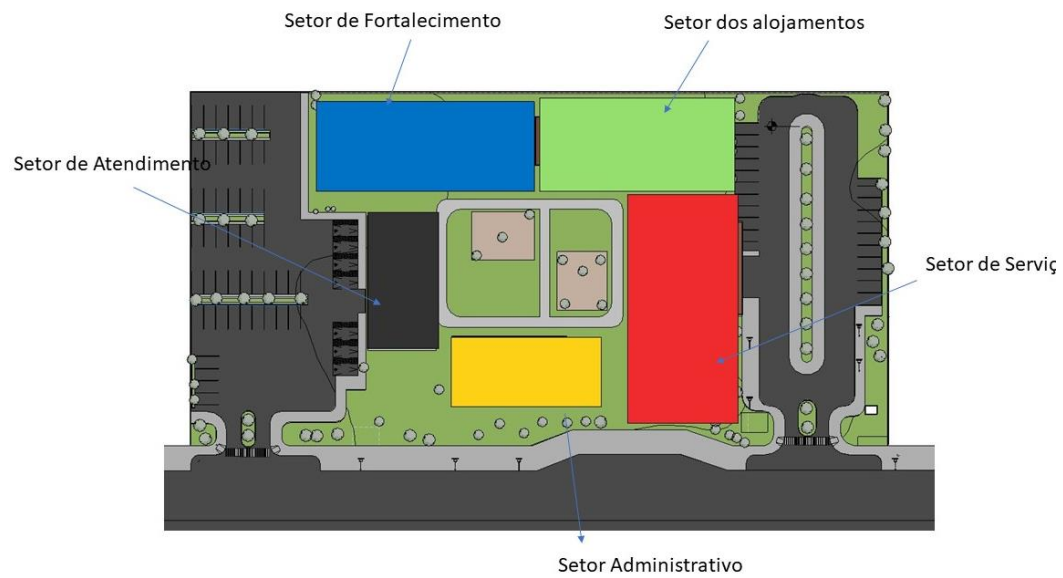 Setor de Fortalecimento
Setor dos alojamentos
Setor de Atendimento
Setor de Serviç
Setor Administrativo